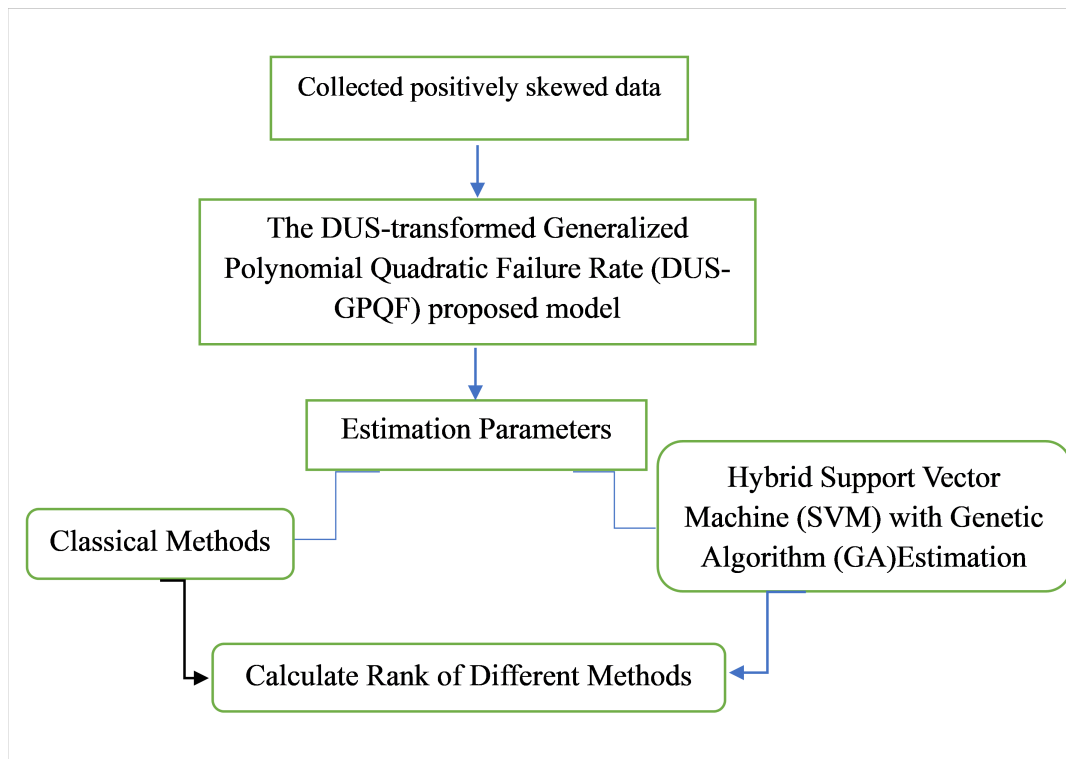 Collected positively skewed data
The DUS-transformed Generalized
Polynomial Quadratic Failure Rate (DUS-
GPQF) proposed model
Estimation Parameters
Classical Methods
Hybrid Support Vector
Machine (SVM) with Genetic
Algorithm (GA)Estimation
Calculate Rank of Different Methods